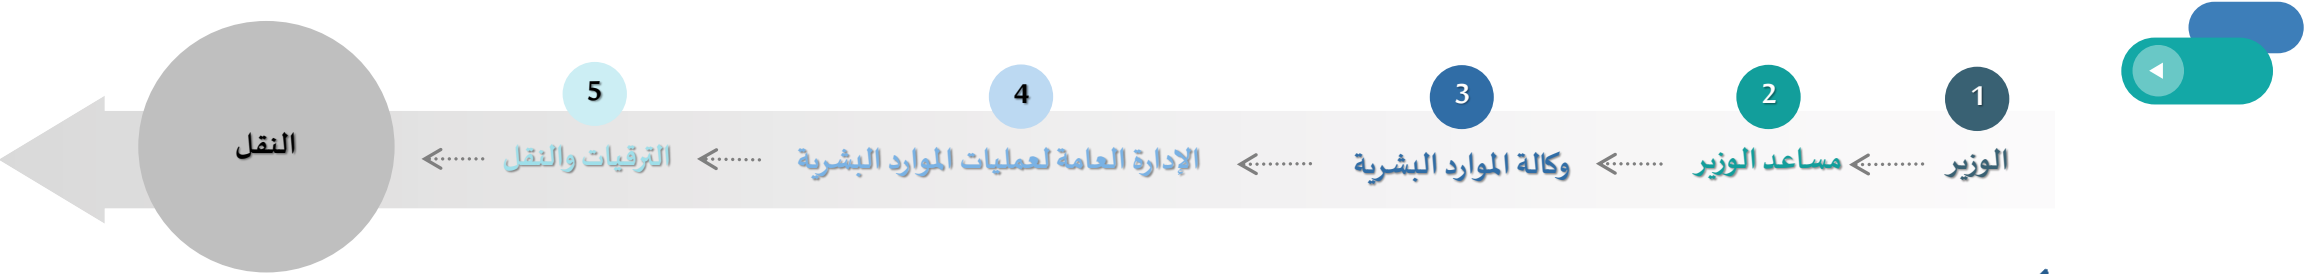 1
الوزير
2
مساعد الوزير
3
وكالة الموارد البشرية
4
الإدارة العامة لعمليات الموارد البشرية
5
الترقيات والنقل
النقل